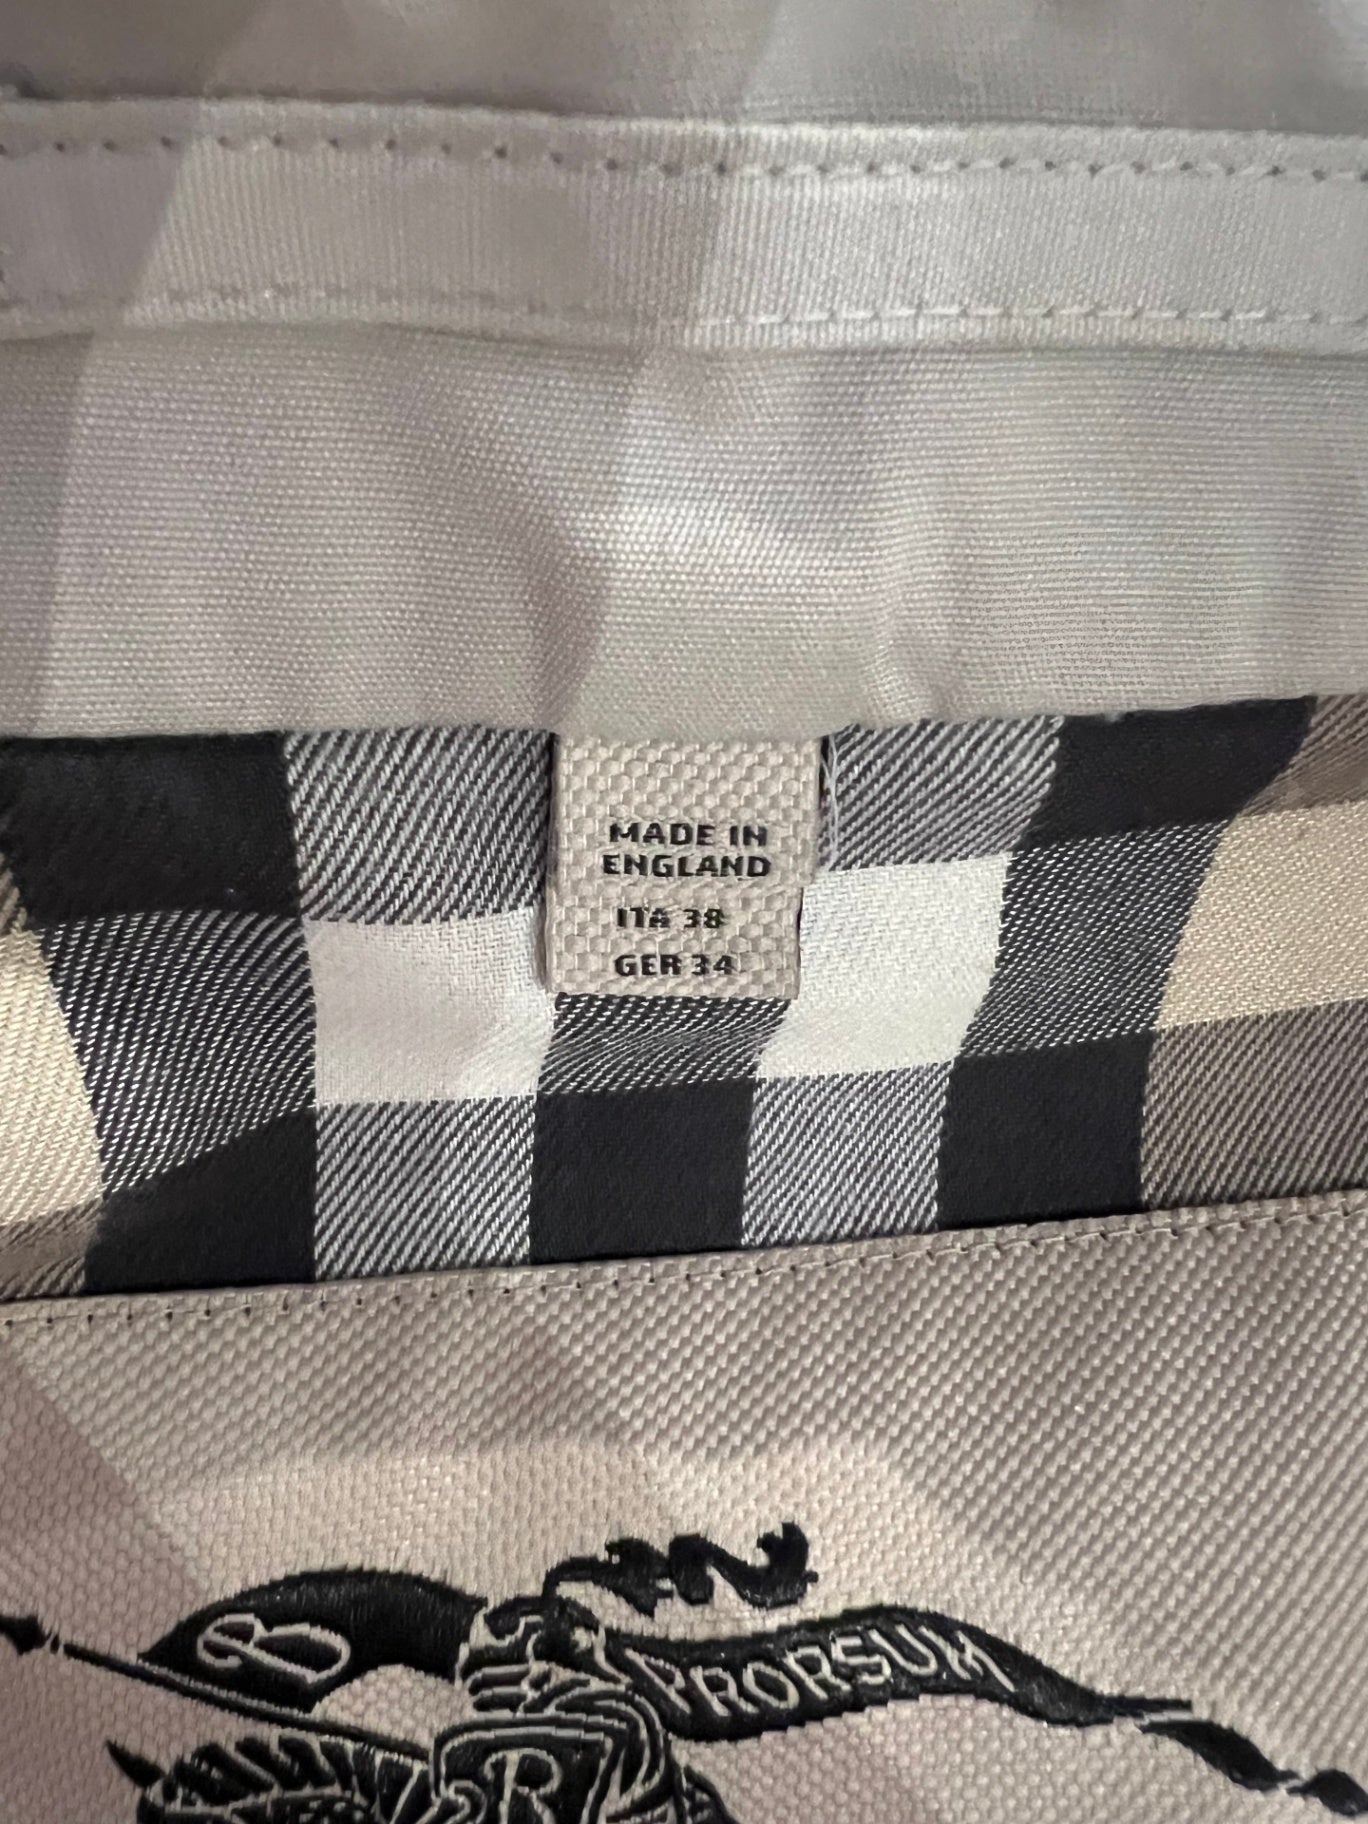 MADE IN
ENGLAND
ITA 38
GER 34
B
PRORSUM
B